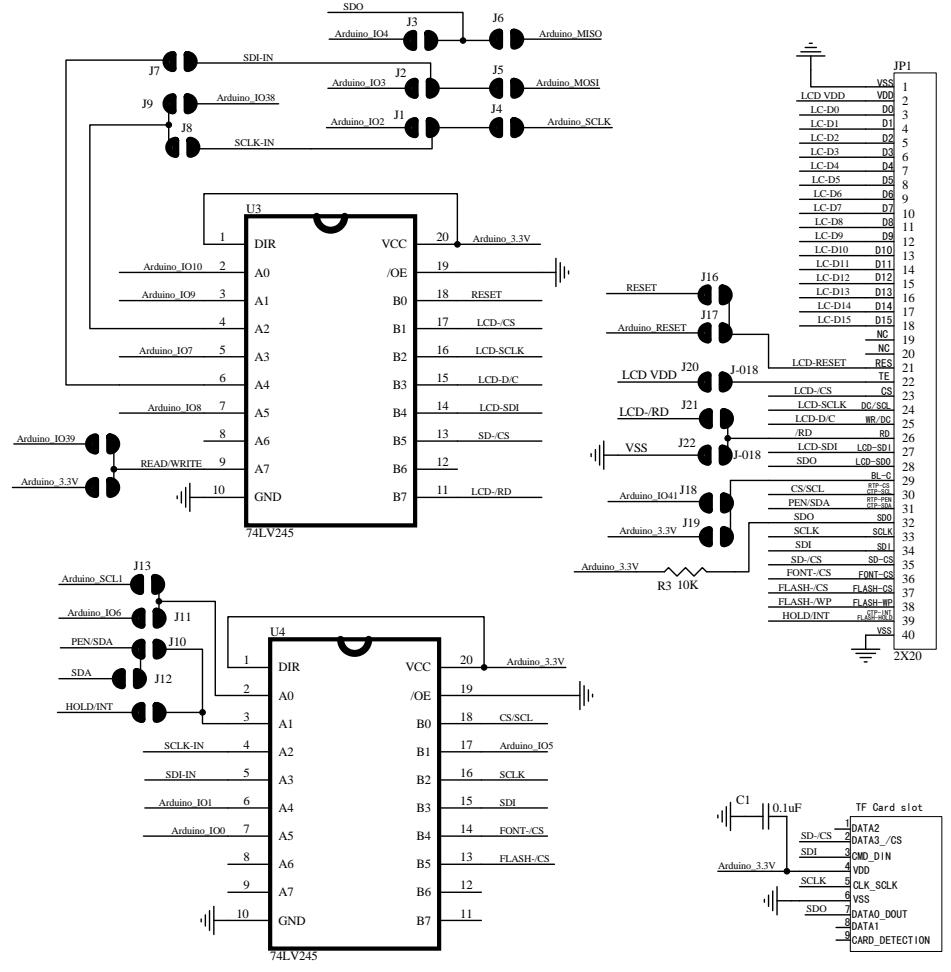 SDO
Arduino_IO4
J3
J6
Arduino_MISO
J7
SDI-IN
J2
J5
Arduino_IO3
Arduino_MOSI
J9
Arduino_IO38
J1
J4
Arduino_IO2
Arduino_SCLK
J8
SCLK-IN
U3
1 DIR VCC 20 Arduino_3.3V
Arduino_IO10 2 A0 /OE 19
Arduino_IO9 3 A1 B0 18 RESET
4 A2 B1 17 LCD-/CS
Arduino_IO7 5 A3 B2 16 LCD-SCLK
6 A4 B3 15 LCD-D/C
Arduino_IO8 7 A5 B4 14 LCD-SDI
8 A6 B5 13 SD-/CS
Arduino_IO39
READ/WRITE 9 A7 B6 12
Arduino_3.3V
10 GND B7 11 LCD-/RD
74LV245
J13
Arduino_SCL1
Arduino_IO6
J11
PEN/SDA
J10
SDA
J12
HOLD/INT
U4
1 DIR VCC 20 Arduino_3.3V
2 A0 /OE 19
3 A1 B0 18 CS/SCL
SCLK-IN 4 A2 B1 17 Arduino_IO5
SDI-IN 5 A3 B2 16 SCLK
Arduino_IO1 6 A4 B3 15 SDI
Arduino_IO0 7 A5 B4 14 FONT-/CS
8 A6 B5 13 FLASH-/CS
9 A7 B6 12
10 GND B7 11
74LV245
JP1
VSS 1
LCD VDD VDD 2
LC-D0 D0 3
LC-D1 D1 4
LC-D2 D2 5
LC-D3 D3 6
LC-D4 D4 7
LC-D5 D5 8
LC-D6 D6 9
LC-D7 D7 10
LC-D8 D8 11
LC-D9 D9 12
LC-D10 D10 13
LC-D11 D11 14
LC-D12 D12 15
LC-D13 D13 16
LC-D14 D14 17
LC-D15 D15 18
NC 19
NC 20
LCD-RESET RES 21
TE 22
LCD-/CS CS 23
LCD-SCLK DC/SCL 24
LCD-D/C WR/DC 25
/RD RD 26
LCD-SDI LCD-SDI 27
SDO LCD-SDO 28
BL-C 29
CS/SCL RTP-CS CTP-SCL 30
PEN/SDA RTP-PEN CTP-SDA 31
SDO SDO 32
SCLK SCLK 33
SDI SDI 34
SD-/CS SD-CS 35
FONT-/CS FONT-CS 36
FLASH-/CS FLASH-CS 37
FLASH-/WP FLASH-WP 38
HOLD/INT CTP-INT FLASH-HOLD 39
VSS 40
2X20
RESET
J16
J17
Arduino_RESET
LCD VDD
J20
J-018
LCD-/RD
J21
VSS
J22
J-018
Arduino_IO41
J18
Arduino_3.3V
J19
Arduino_3.3V
R3 10K
C1
0.1uF
TF Card slot
1 DATA2
SD-/CS 2 DATA3_/CS
SDI 3 CMD_DIN
Arduino_3.3V 4 VDD
SCLK 5 CLK_SCLK
6 VSS
SDO 7 DATA0_DOUT
8 DATA1
9 CARD_DETECTION